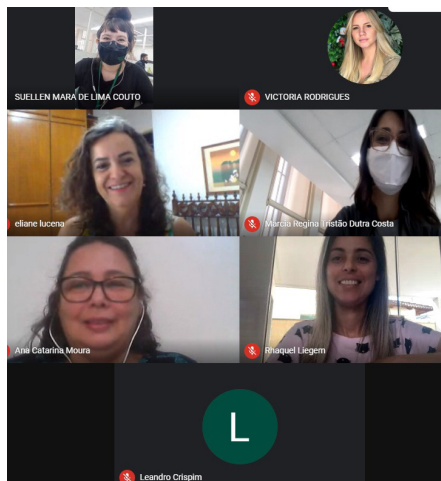 SUELLEN MARA DE LIMA COUTO
VICTORIA RODRIGUES
eliane lucena
Marcia Regina Tristão Dutra Costa
Ana Catarina Moura
Rhaquel Liegem
L
Leandro Crispim